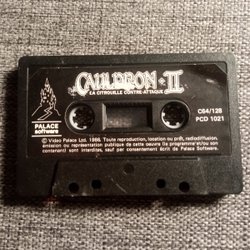 CAULDRON·II
LA CITROUILLE CONTRE-ATTAQUE
C64/128
PCD 1021
PALACE
software
© Video Palace Ltd. 1986. Toute reproduction, location ou prêt, radiodiffusion,
émission ou représentation publique de cette oeuvre (le programme et/ou son
contenant) sont interdites, sauf par consentement écrit de Palace Software.